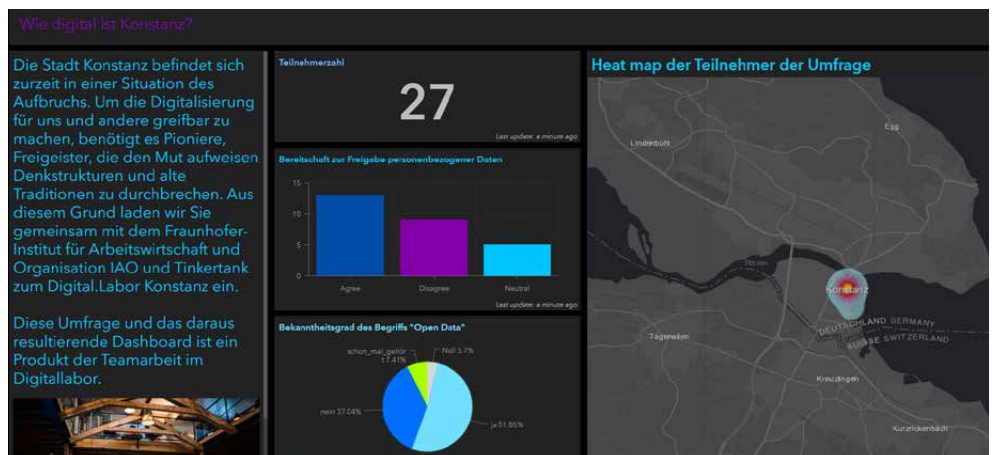 Wie digital ist Konstanz?
Die Stadt Konstanz befindet sich
zurzeit in einer Situation des
Aufbruchs. Um die Digitalisierung
für uns und andere greifbar zu
machen, benötigt es Pioniere,
Freigeister, die den Mut aufweisen
Denkstrukturen und alte
Traditionen zu durchbrechen. Aus
diesem Grund laden wir Sie
gemeinsam mit dem Fraunhofer-
Institut für Arbeitswirtschaft und
Organisation IAO und Tinkertank
zum Digital.Labor Konstanz ein.
Diese Umfrage und das daraus
resultierende Dashboard ist ein
Produkt der Teamarbeit im
Digitallabor.
Teilnehmerzahl
27
Last update: a minute ago
Bereitschaft zur Freigabe personenbezogener Daten
15
10
5
0
Agree
Disagree
Neutral
Last update: a minute ago
Bekanntheitsgrad des Begriffs "Open Data"
schon_mal_gehör
t 7.41%
Null 3.7%
nein 37.04%
ja 51.85%
Heat map der Teilnehmer der Umfrage
Egg
Lindenbühl
Konstanz
DEUTSCHLAND GERMANY
SUISSE SWITZERLAND
Tägerwilen
Kreuzlingen
Kurzrickenbach